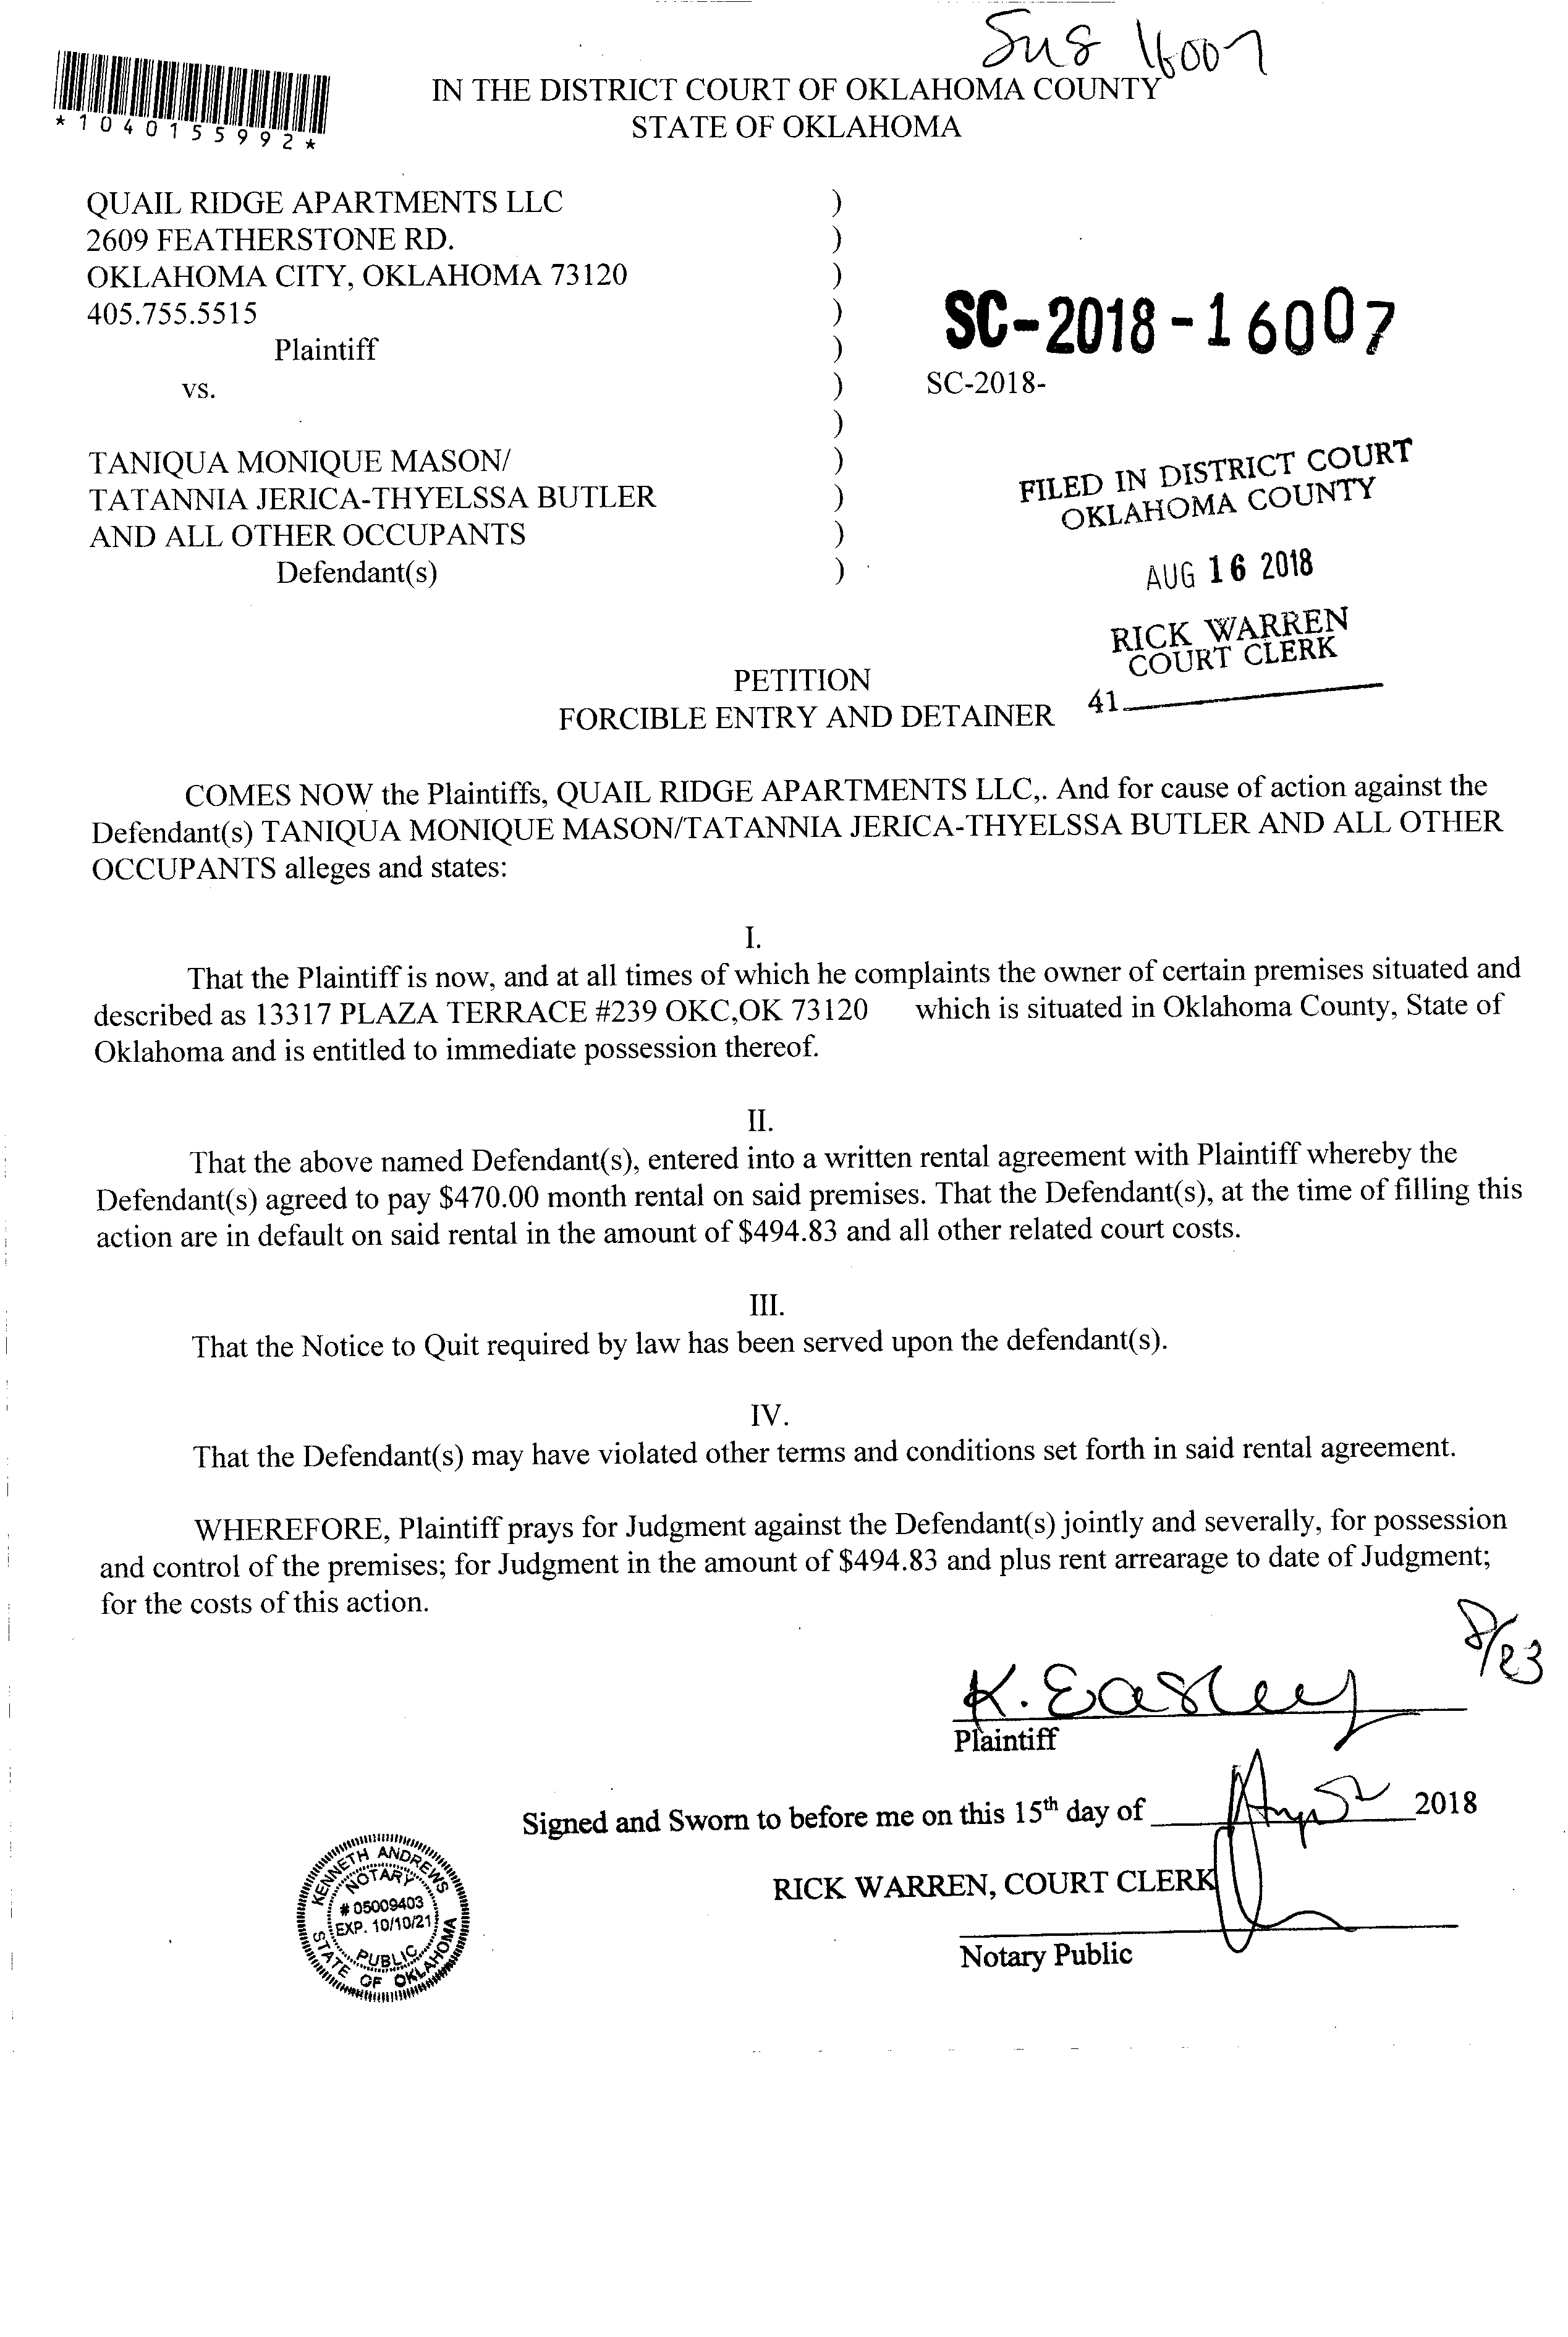 SC 16007
IN THE DISTRICT COURT OF OKLAHOMA COUNTY
STATE OF OKLAHOMA
*1040155992*
QUAIL RIDGE APARTMENTS LLC )
2609 FEATHERSTONE RD. )
OKLAHOMA CITY, OKLAHOMA 73120 )
405.755.5515 )
Plaintiff )
SC-2018-16007
vs. ) SC-2018-
)
TANIQUA MONIQUE MASON/ )
TATANNIA JERICA-THYELSSA BUTLER )
AND ALL OTHER OCCUPANTS )
Defendant(s) )
FILED IN DISTRICT COURT
OKLAHOMA COUNTY
AUG 16 2018
RICK WARREN
COURT CLERK
41
PETITION
FORCIBLE ENTRY AND DETAINER
COMES NOW the Plaintiffs, QUAIL RIDGE APARTMENTS LLC,. And for cause of action against the
Defendant(s) TANIQUA MONIQUE MASON/TATANNIA JERICA-THYELSSA BUTLER AND ALL OTHER
OCCUPANTS alleges and states:
I.
That the Plaintiff is now, and at all times of which he complaints the owner of certain premises situated and
described as 13317 PLAZA TERRACE #239 OKC,OK 73120 which is situated in Oklahoma County, State of
Oklahoma and is entitled to immediate possession thereof.
II.
That the above named Defendant(s), entered into a written rental agreement with Plaintiff whereby the
Defendant(s) agreed to pay $470.00 month rental on said premises. That the Defendant(s), at the time of filling this
action are in default on said rental in the amount of $494.83 and all other related court costs.
III.
That the Notice to Quit required by law has been served upon the defendant(s).
IV.
That the Defendant(s) may have violated other terms and conditions set forth in said rental agreement.
WHEREFORE, Plaintiff prays for Judgment against the Defendant(s) jointly and severally, for possession
and control of the premises; for Judgment in the amount of $494.83 and plus rent arrearage to date of Judgment;
for the costs of this action.
8/23
K. Easley
Plaintiff
Signed and Sworn to before me on this 15th day of 2018
RICK WARREN, COURT CLERK
Notary Public
KENNETH ANDREWS
NOTARY
# 05009403
EXP. 10/10/21
PUBLIC
STATE OF OKLAHOMA